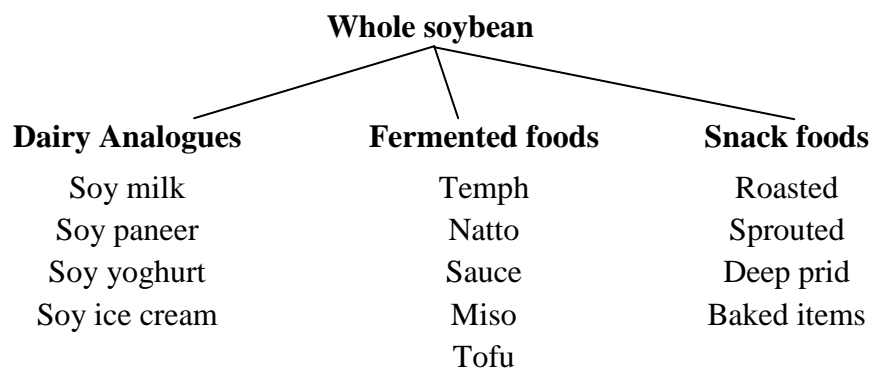 Whole soybean
Dairy Analogues
Soy milk
Soy paneer
Soy yoghurt
Soy ice cream
Fermented foods
Temph
Natto
Sauce
Miso
Tofu
Snack foods
Roasted
Sprouted
Deep prid
Baked items